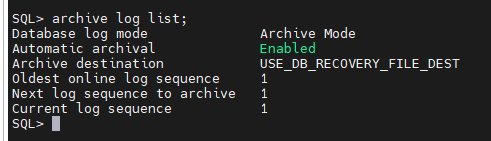 SQL> archive log list;
Database log mode              Archive Mode
Automatic archival             Enabled
Archive destination            USE_DB_RECOVERY_FILE_DEST
Oldest online log sequence     1
Next log sequence to archive   1
Current log sequence           1
SQL>